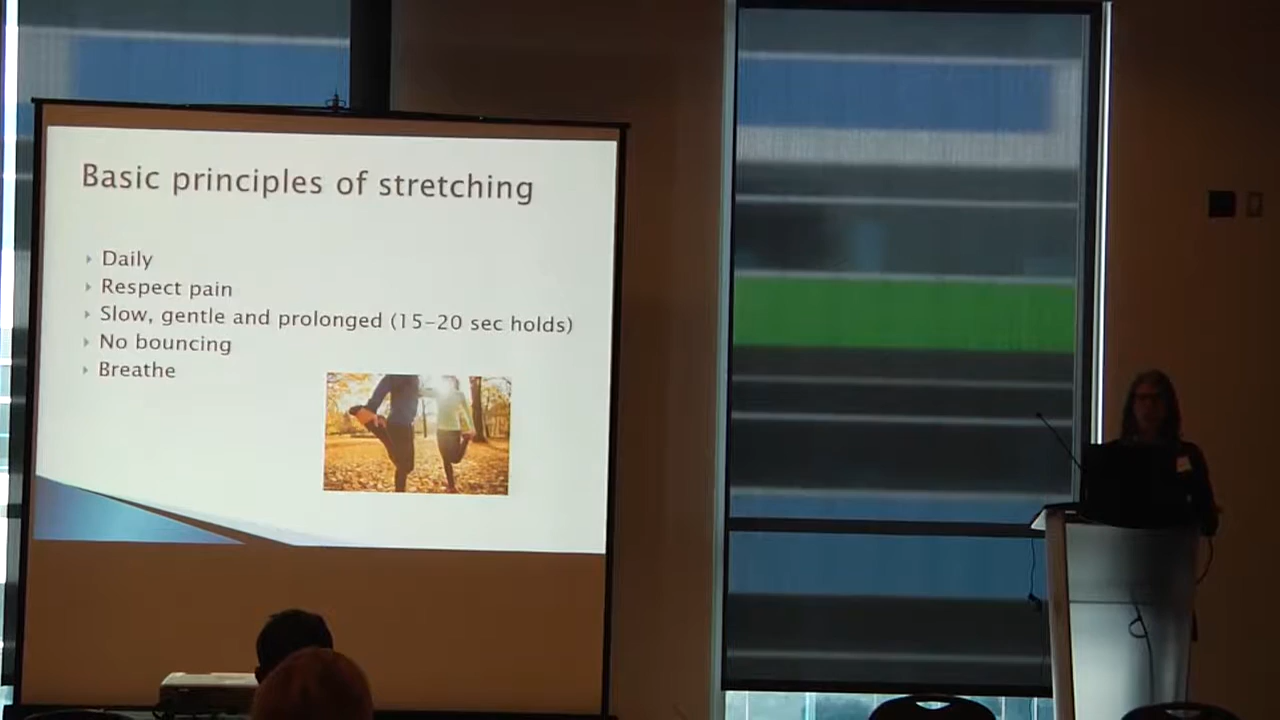 Basic principles of stretching
Daily
Respect pain
Slow, gentle and prolonged (15-20 sec holds)
No bouncing
Breathe